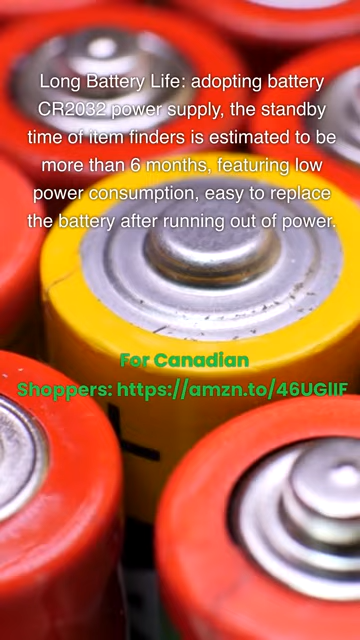 Long Battery Life: adopting battery
CR2032 power supply, the standby
time of item finders is estimated to be
more than 6 months, featuring low
power consumption, easy to replace
the battery after running out of power.
For Canadian
Shoppers: https://amzn.to/46UGIIF